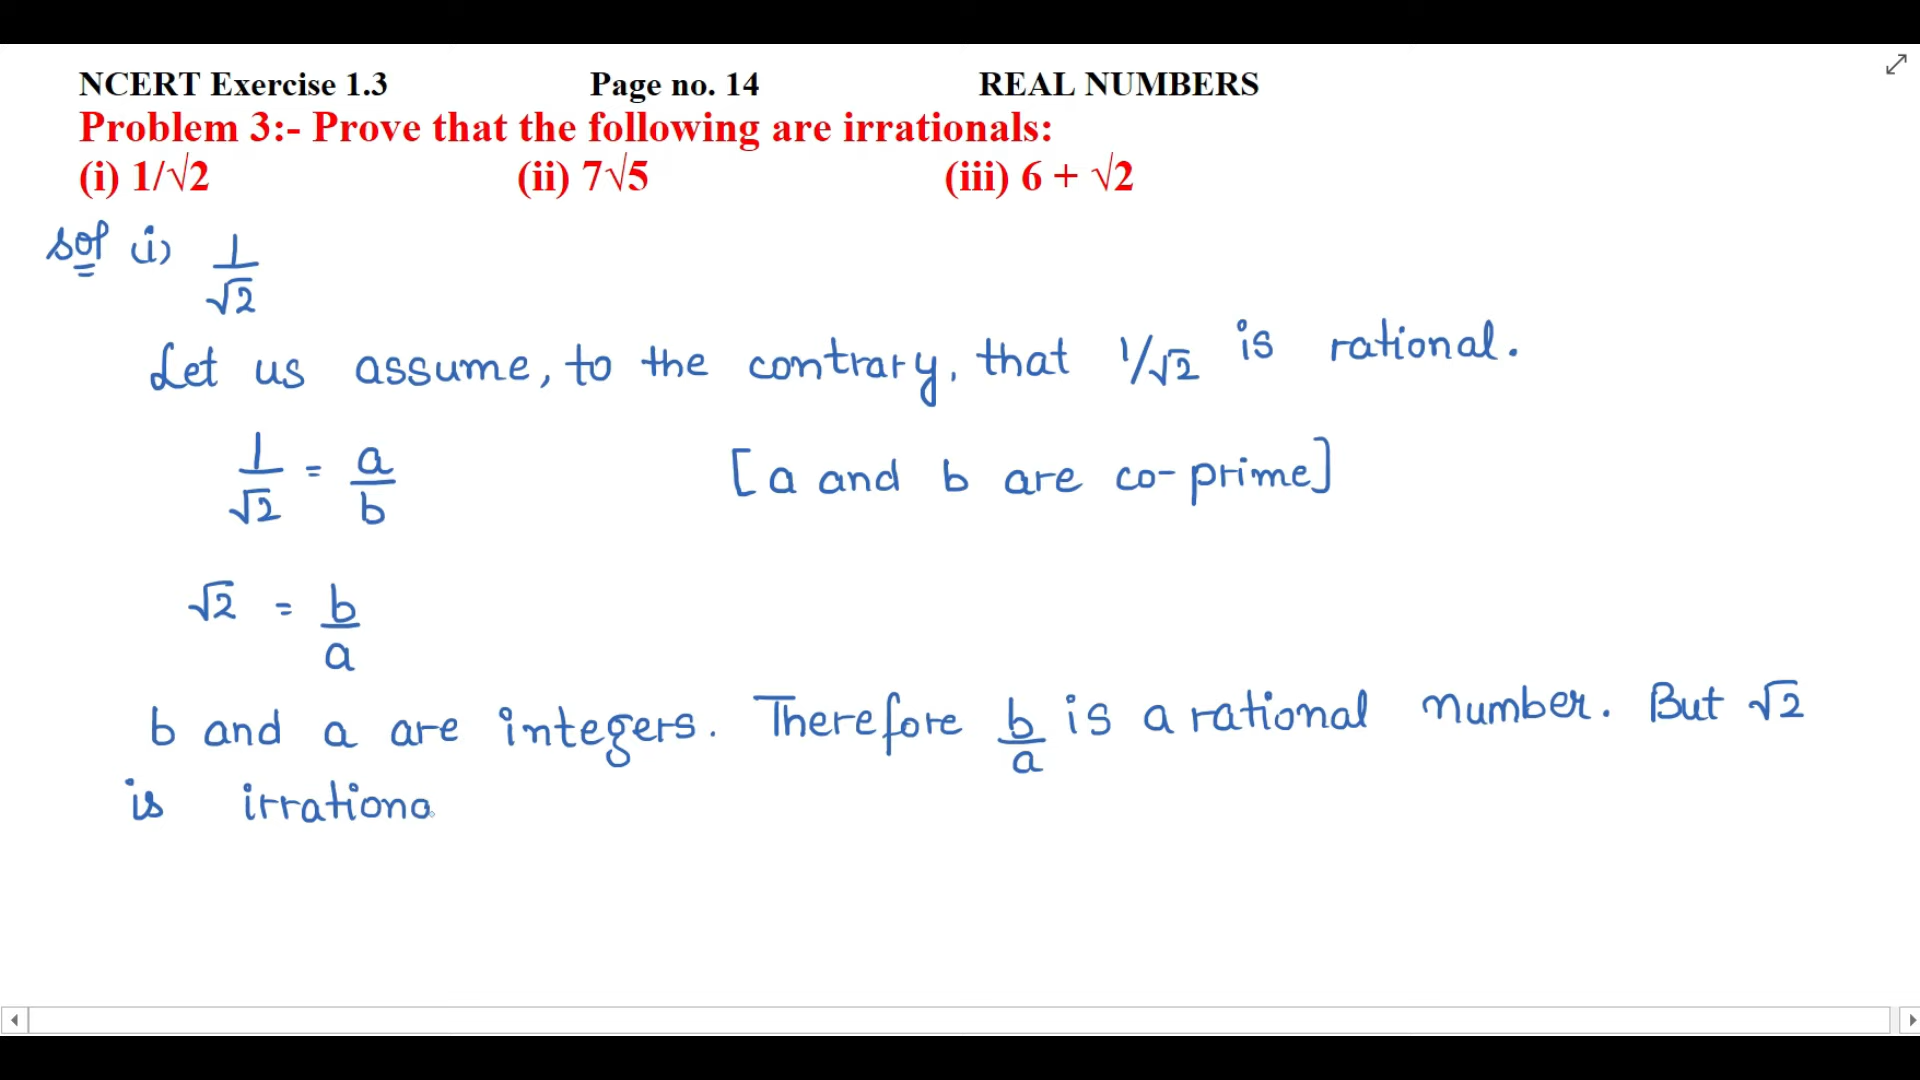 NCERT Exercise 1.3 Page no. 14 REAL NUMBERS
Problem 3:- Prove that the following are irrationals:
(i) 1/√2 (ii) 7√5 (iii) 6 + √2
Sol (i) 1/√2
Let us assume, to the contrary, that 1/√2 is rational.
1/√2 = a/b [a and b are co-prime]
√2 = b/a
b and a are integers. Therefore b/a is a rational number. But √2
is irrationa